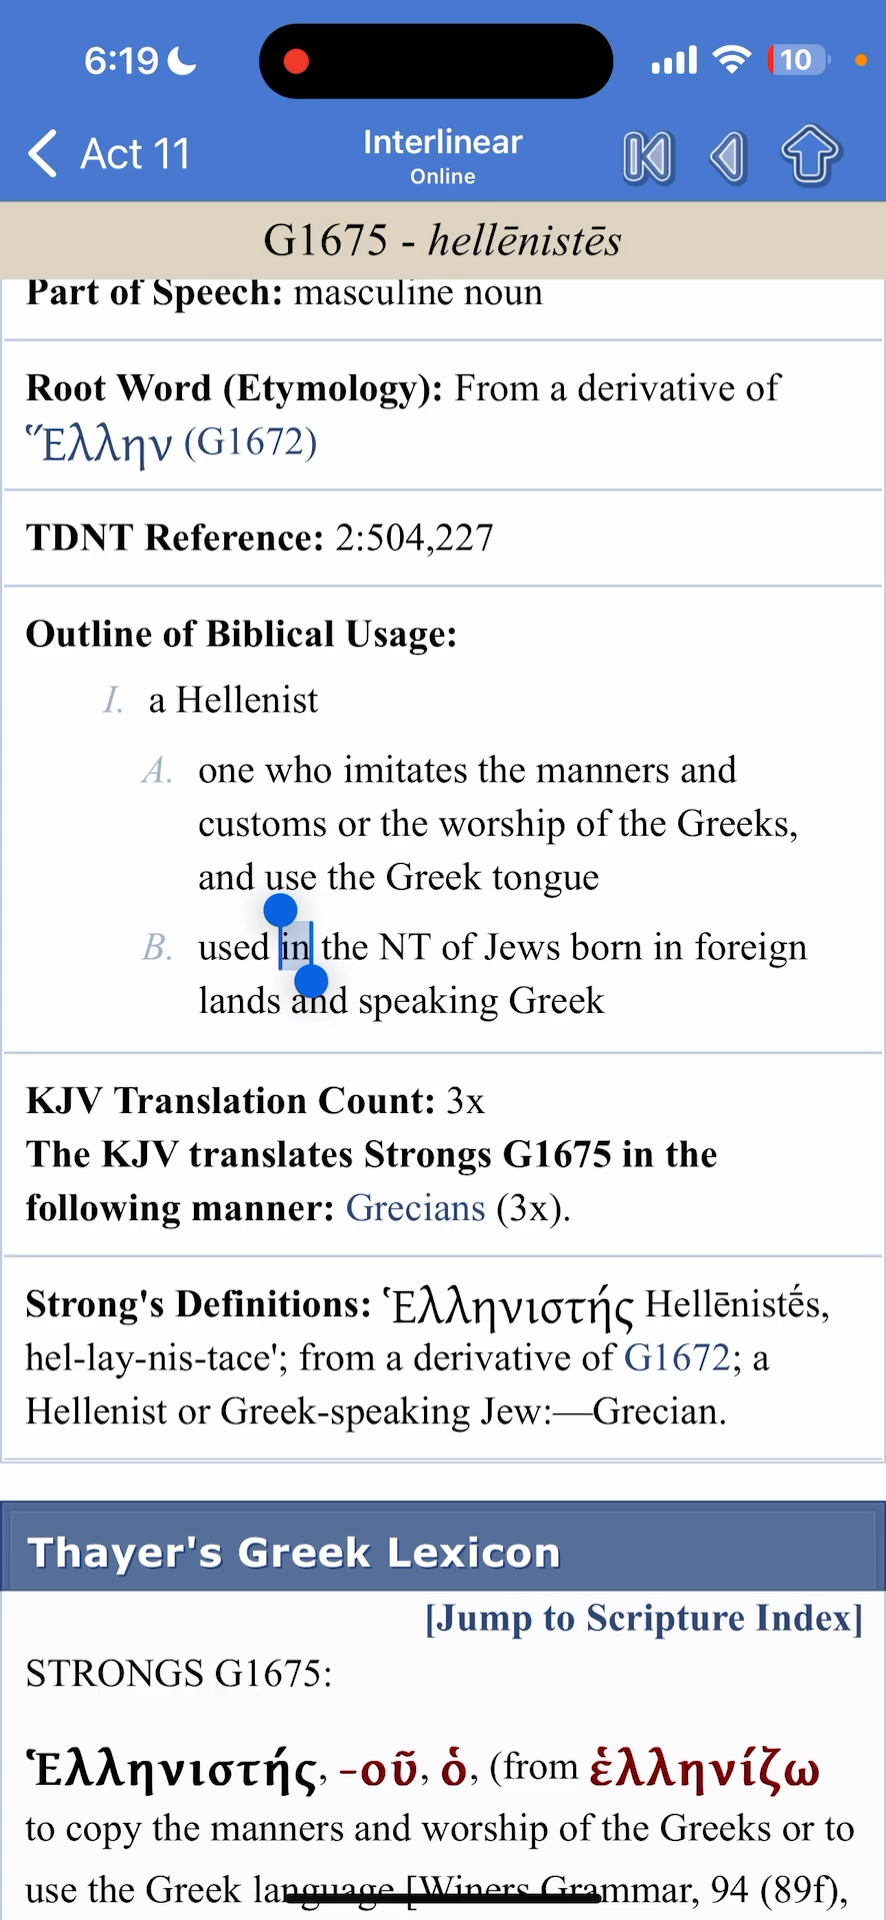 6:19
10
Act 11
Interlinear
Online
G1675 - hellēnistēs
Part of Speech: masculine noun
Root Word (Etymology): From a derivative of
Ἕλλην (G1672)
TDNT Reference: 2:504,227
Outline of Biblical Usage:
I. a Hellenist
A. one who imitates the manners and
customs or the worship of the Greeks,
and use the Greek tongue
B. used in the NT of Jews born in foreign
lands and speaking Greek
KJV Translation Count: 3x
The KJV translates Strongs G1675 in the
following manner: Grecians (3x).
Strong's Definitions: Ἑλληνιστής Hellēnistḗs,
hel-lay-nis-tace'; from a derivative of G1672; a
Hellenist or Greek-speaking Jew:—Grecian.
Thayer's Greek Lexicon
[Jump to Scripture Index]
STRONGS G1675:
Ἑλληνιστής, -οῦ, ὁ, (from ἑλληνίζω
to copy the manners and worship of the Greeks or to
use the Greek language [Winers Grammar, 94 (89f),